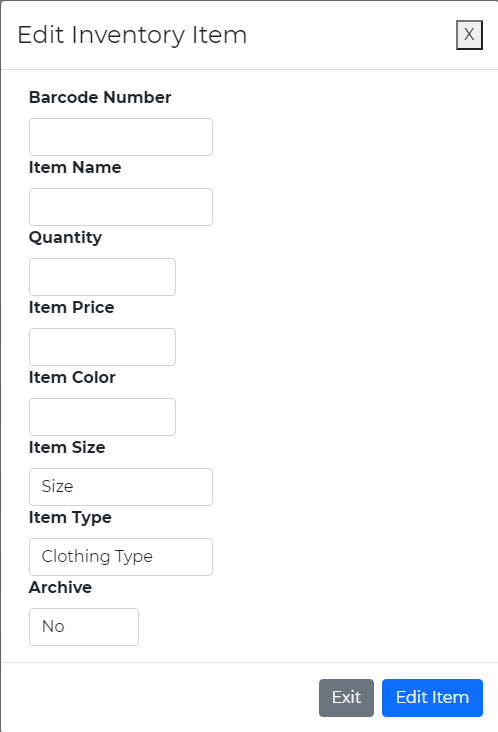 Edit Inventory Item
X
Barcode Number
Item Name
Quantity
Item Price
Item Color
Item Size
Size
Item Type
Clothing Type
Archive
No
Exit
Edit Item